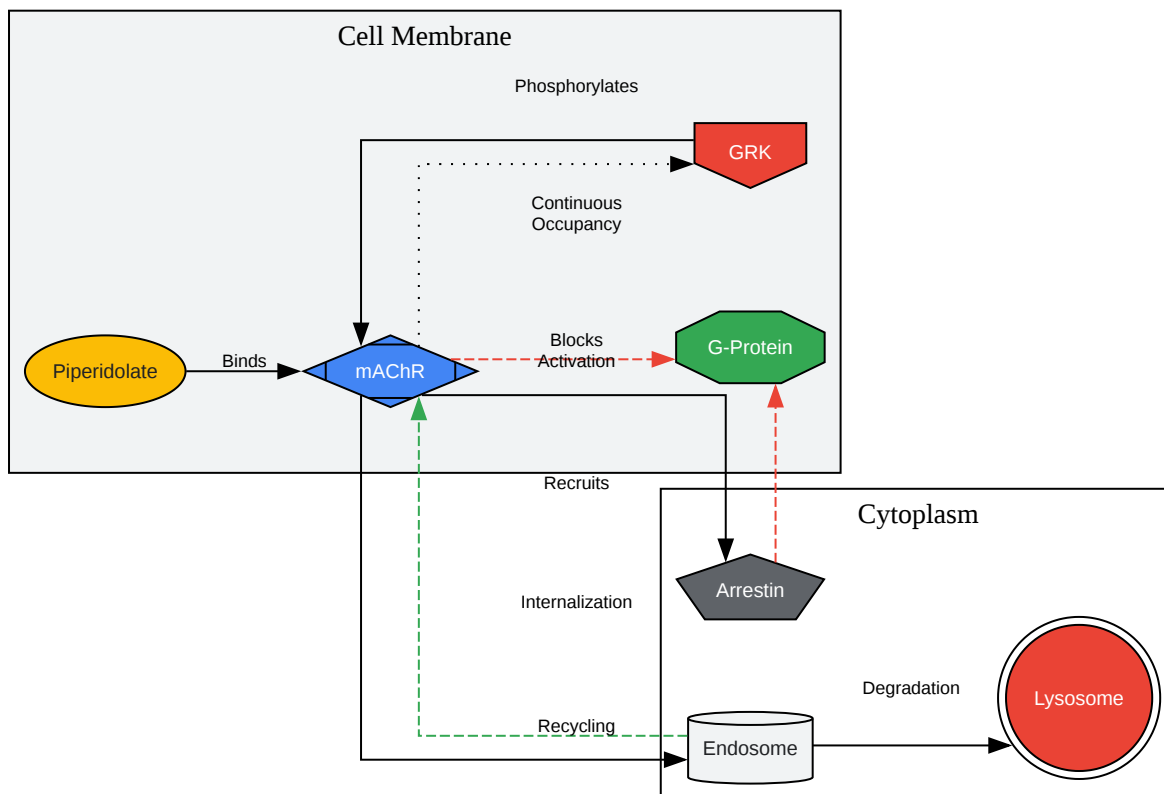 Cell Membrane
Phosphorylates
GRK
Continuous
Occupancy
Piperidolate
Binds
mAChR
Blocks
Activation
G-Protein
Recruits
Cytoplasm
Arrestin
Internalization
Degradation
Lysosome
Recycling
Endosome